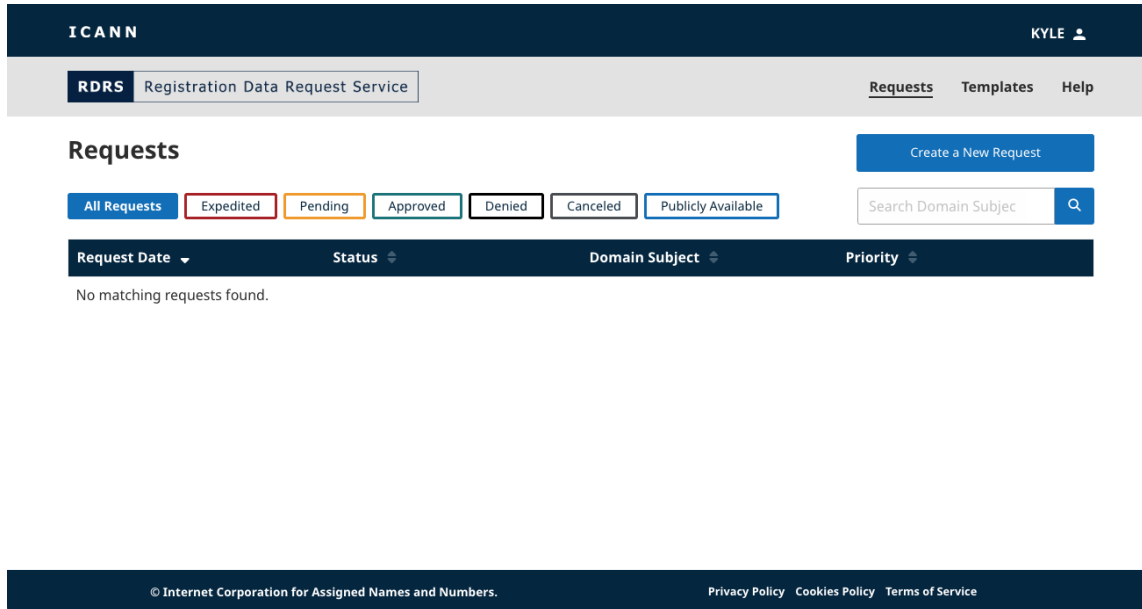 ICANN
KYLE
RDRS Registration Data Request Service
Requests Templates Help
Requests
Create a New Request
All Requests Expedited Pending Approved Denied Canceled Publicly Available
Search Domain Subjec
Request Date Status Domain Subject Priority
No matching requests found.
© Internet Corporation for Assigned Names and Numbers. Privacy Policy Cookies Policy Terms of Service